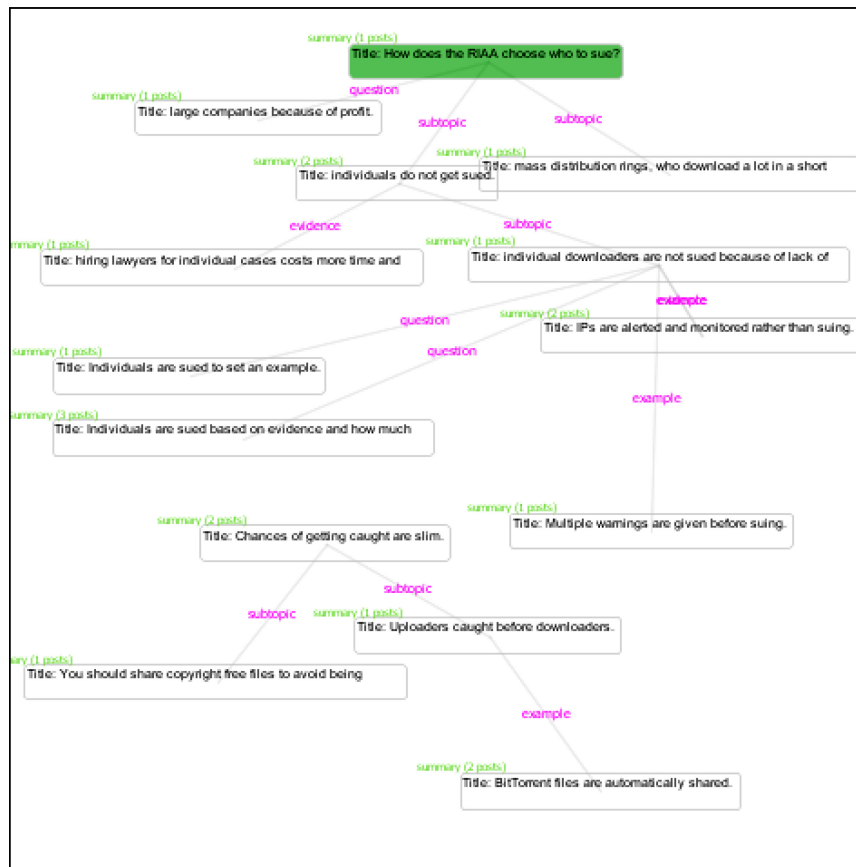 summary (1 posts)
Title: How does the RIAA choose who to sue?
question
summary (1 posts)
Title: large companies because of profit.
subtopic
subtopic
summary (1 posts)
Title: mass distribution rings, who download a lot in a short
summary (2 posts)
Title: individuals do not get sued.
evidence
subtopic
summary (1 posts)
Title: hiring lawyers for individual cases costs more time and
summary (1 posts)
Title: individual downloaders are not sued because of lack of
summary (2 posts)
Title: IPs are alerted and monitored rather than suing.
question
question
summary (1 posts)
Title: Individuals are sued to set an example.
example
summary (3 posts)
Title: Individuals are sued based on evidence and how much
summary (1 posts)
Title: Multiple warnings are given before suing.
summary (2 posts)
Title: Chances of getting caught are slim.
subtopic
subtopic
summary (1 posts)
Title: Uploaders caught before downloaders.
(1 posts)
Title: You should share copyright free files to avoid being
example
summary (2 posts)
Title: BitTorrent files are automatically shared.